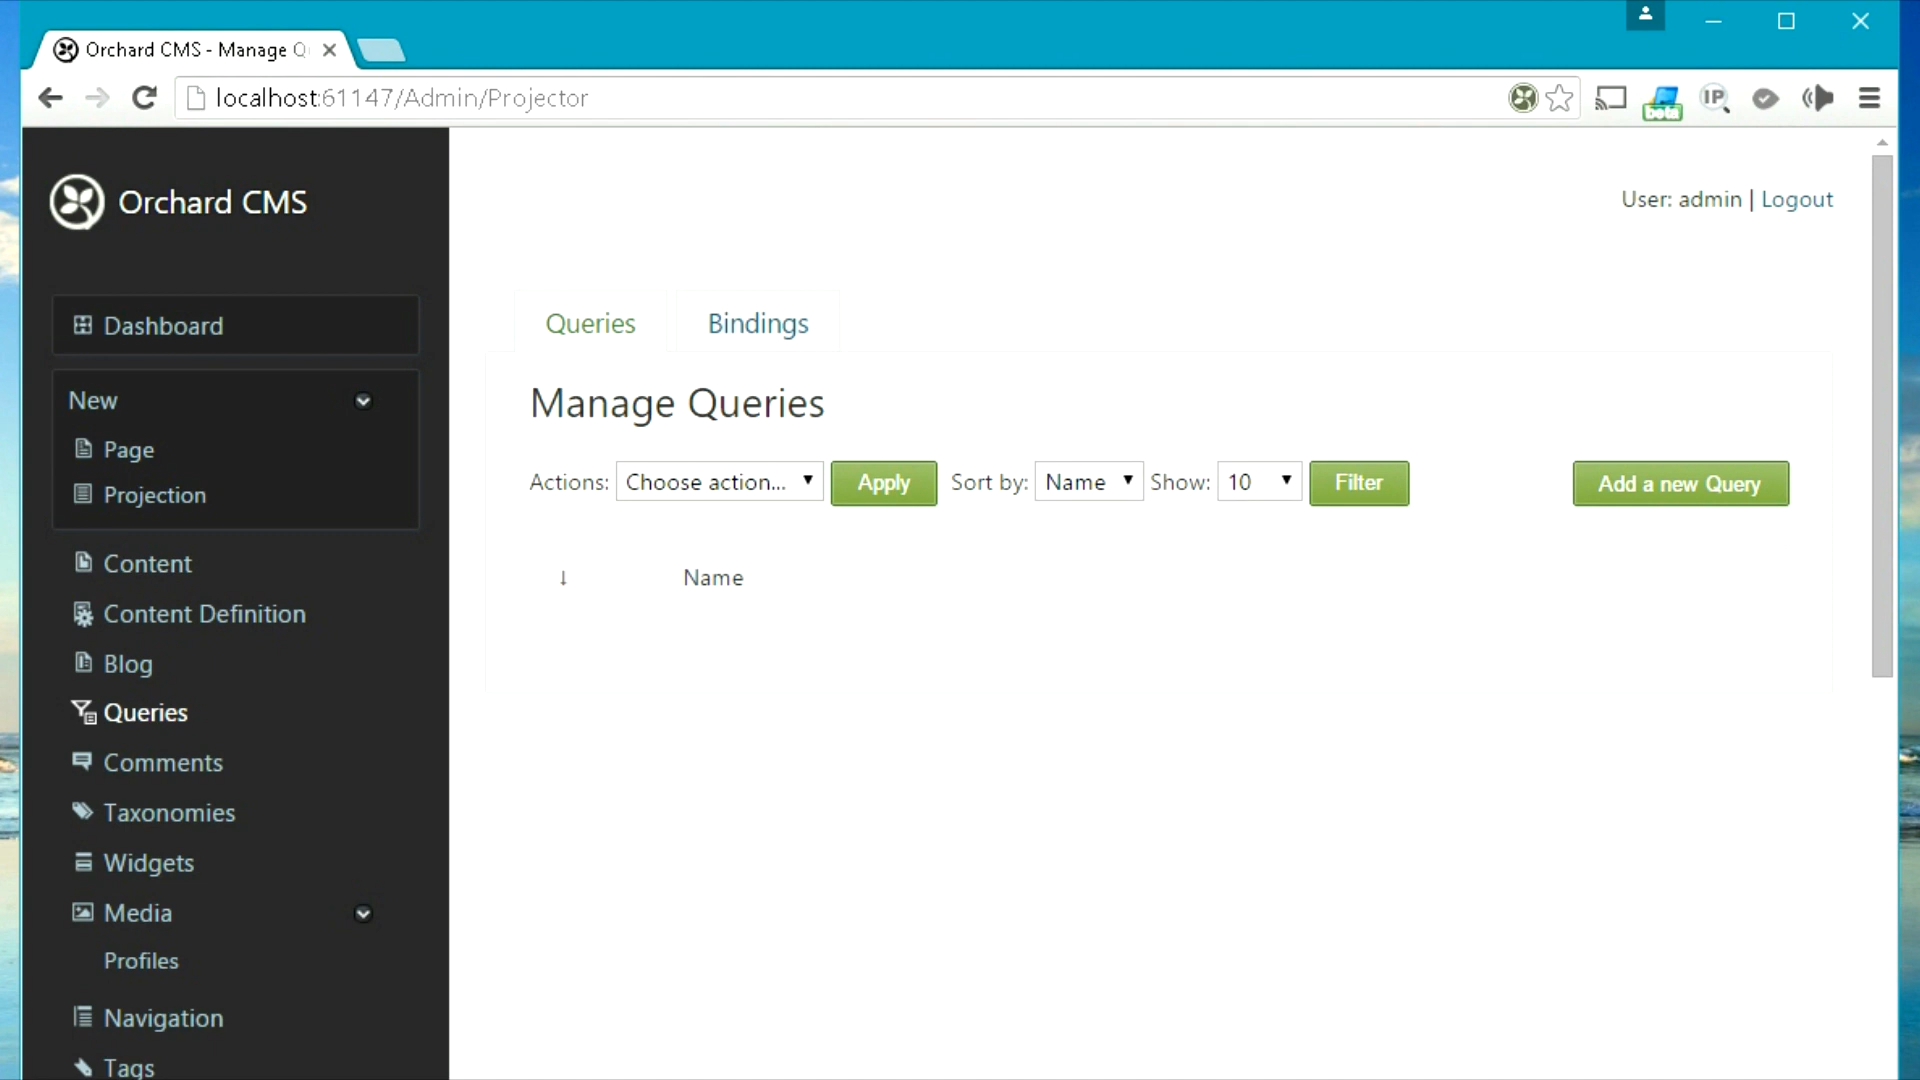 Orchard CMS - Manage Q
localhost:61147/Admin/Projector
IP
beta
Orchard CMS
User: admin | Logout
Dashboard
New
Page
Projection
Content
Content Definition
Blog
Queries
Comments
Taxonomies
Widgets
Media
Profiles
Navigation
Tags
Queries Bindings
Manage Queries
Actions: Choose action... Apply Sort by: Name Show: 10 Filter Add a new Query
↓ Name